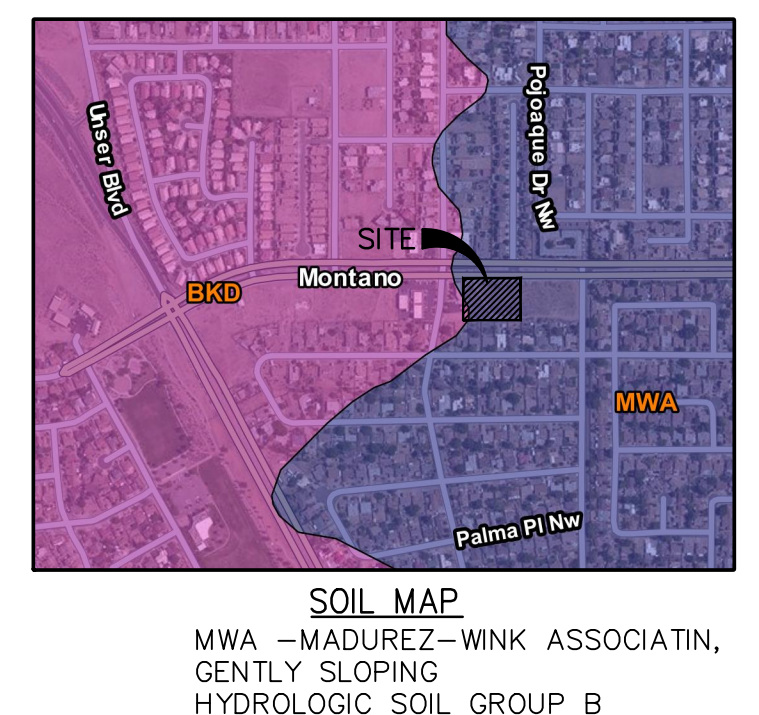 Unser Blvd
Pojoaque Dr NW
SITE
Montano
BKD
MWA
Palma Pl Nw
SOIL MAP
MWA –MADUREZ–WINK ASSOCIATIN,
GENTLY SLOPING
HYDROLOGIC SOIL GROUP B